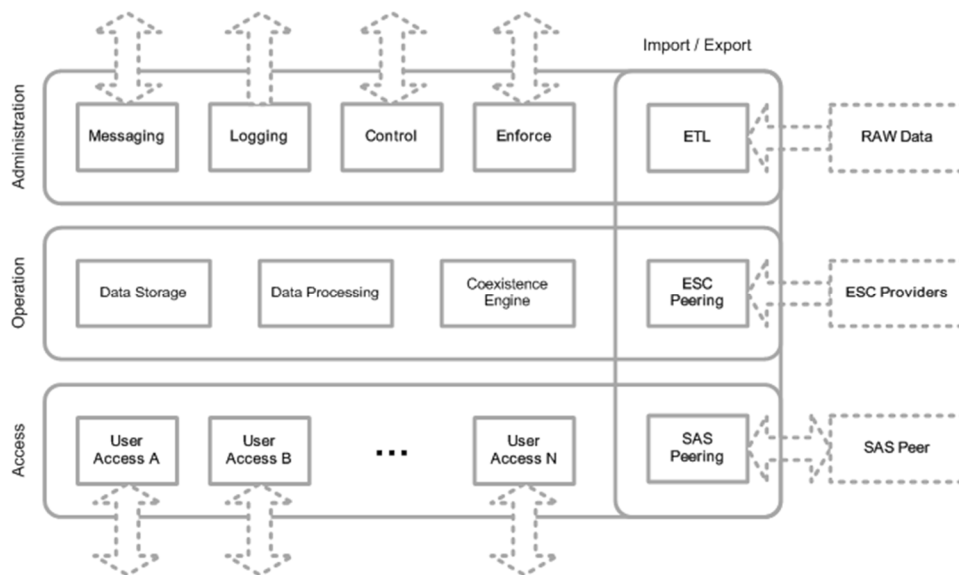 Import / Export
Administration
Messaging
Logging
Control
Enforce
ETL
RAW Data
Operation
Data Storage
Data Processing
Coexistence
Engine
ESC
Peering
ESC Providers
Access
User
Access A
User
Access B
...
User
Access N
SAS
Peering
SAS Peer